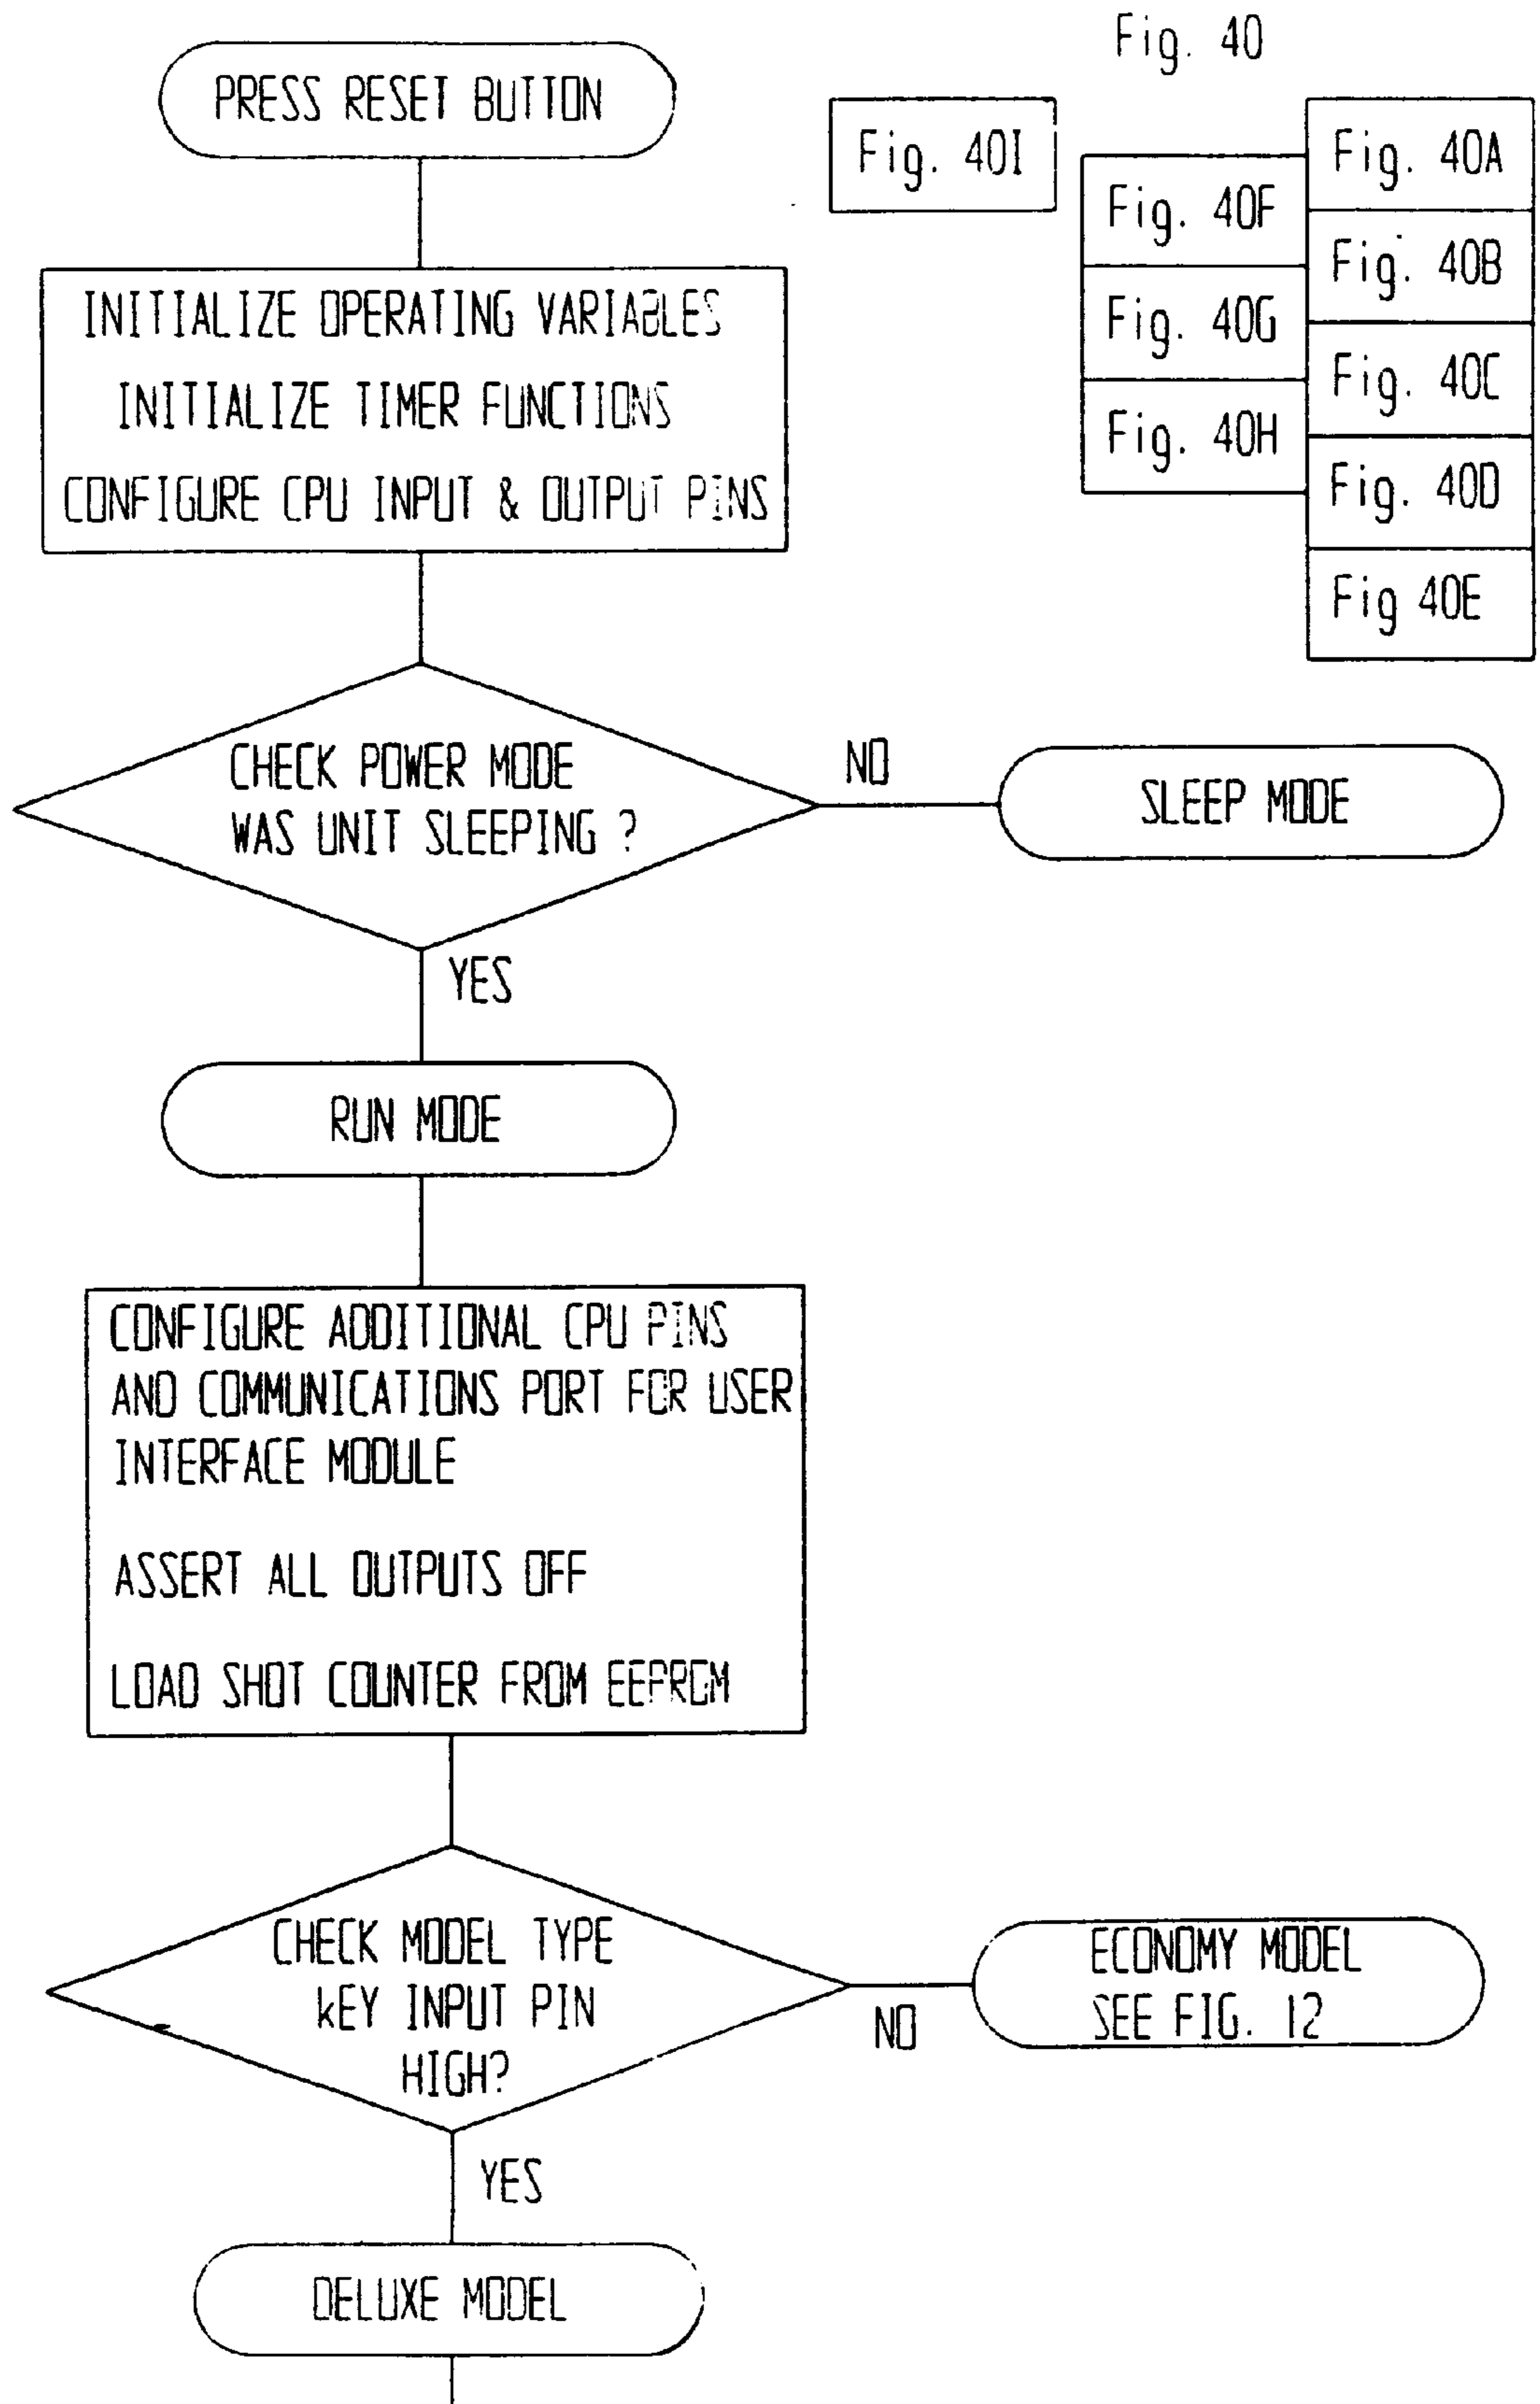 Fig. 40
Fig. 40I
Fig. 40F
Fig. 40G
Fig. 40H
Fig. 40A
Fig. 40B
Fig. 40C
Fig. 40D
Fig 40E
PRESS RESET BUTTON
INITIALIZE OPERATING VARIABLES
INITIALIZE TIMER FUNCTIONS
CONFIGURE CPU INPUT & OUTPUT PINS
CHECK POWER MODE
WAS UNIT SLEEPING ?
NO
SLEEP MODE
YES
RUN MODE
CONFIGURE ADDITIONAL CPU PINS
AND COMMUNICATIONS PORT FOR USER
INTERFACE MODULE
ASSERT ALL OUTPUTS OFF
LOAD SHOT COUNTER FROM EEPROM
CHECK MODEL TYPE
kEY INPUT PIN
HIGH?
NO
ECONOMY MODEL
SEE FIG. 12
YES
DELUXE MODEL